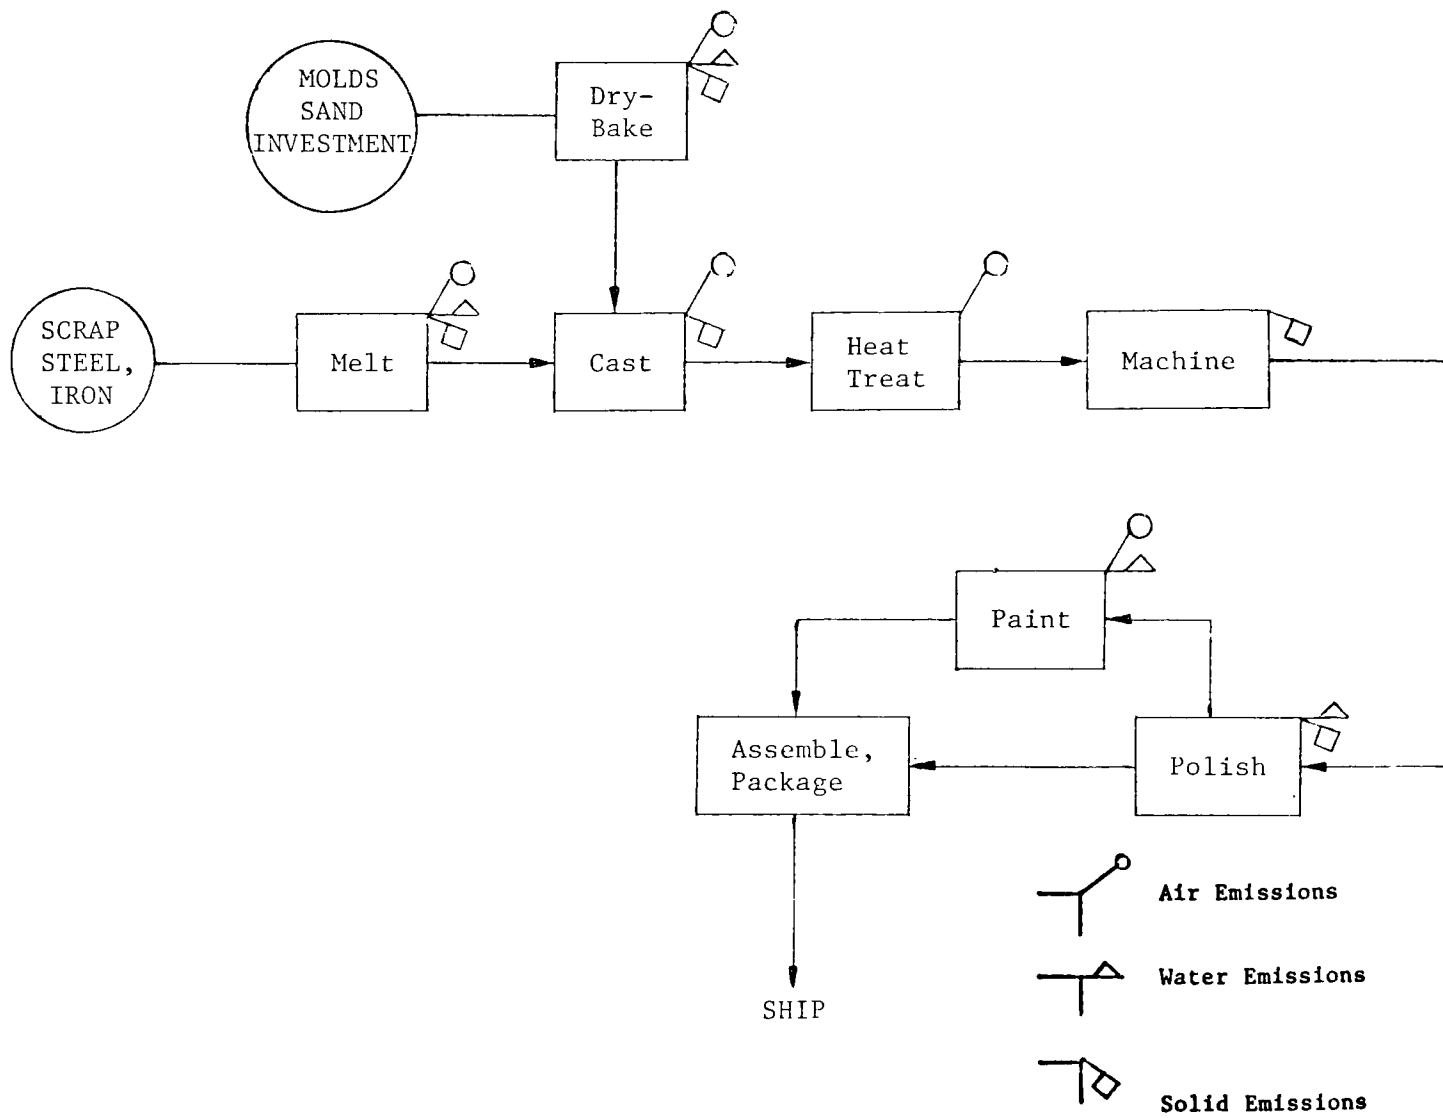 MOLDS
SAND
INVESTMENT
Dry-
Bake
SCRAP
STEEL,
IRON
Melt
Cast
Heat
Treat
Machine
Paint
Assemble,
Package
Polish
SHIP
Air Emissions
Water Emissions
Solid Emissions